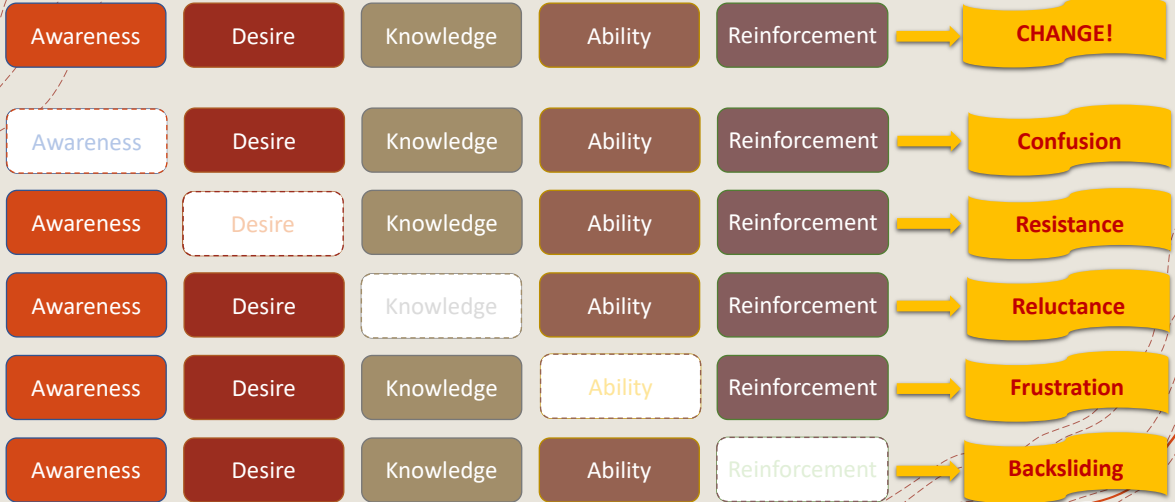 Awareness Desire Knowledge Ability Reinforcement CHANGE!
Awareness Desire Knowledge Ability Reinforcement Confusion
Awareness Desire Knowledge Ability Reinforcement Resistance
Awareness Desire Knowledge Ability Reinforcement Reluctance
Awareness Desire Knowledge Ability Reinforcement Frustration
Awareness Desire Knowledge Ability Reinforcement Backsliding